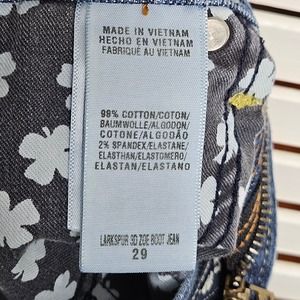 MADE IN VIETNAM
HECHO EN VIETNAM
FABRIQUÉ AU VIETNAM
98% COTTON/COTON/
BAUMWOLLE/ALGODON/
COTONE/ALGODÃO
2% SPANDEX/ELASTANE/
ELASTHAN/ELASTOMERO
ELASTAN/ELASTANO
LARKSPUR 3D ZOE BOOT JEAN
29